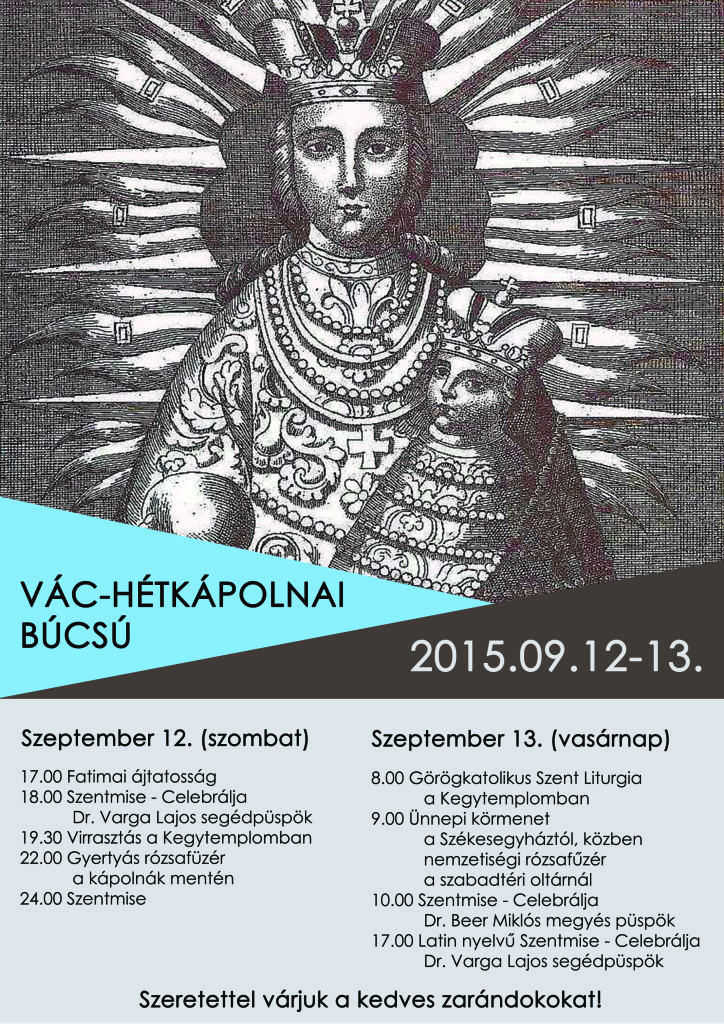 VÁC-HÉTKÁPOLNAI
BÚCSÚ
2015.09.12-13.
Szeptember 12. (szombat)
17.00 Fatimai ájtatosság
18.00 Szentmise - Celebrálja
Dr. Varga Lajos segédpüspök
19.30 Virrasztás a Kegytemplomban
22.00 Gyertyás rózsafüzér
a kápolnák mentén
24.00 Szentmise
Szeptember 13. (vasárnap)
8.00 Görögkatolikus Szent Liturgia
a Kegytemplomban
9.00 Ünnepi körmenet
a Székesegyháztól, közben
nemzetiségi rózsafűzér
a szabadtéri oltárnál
10.00 Szentmise - Celebrálja
Dr. Beer Miklós megyés püspök
17.00 Latin nyelvű Szentmise - Celebrálja
Dr. Varga Lajos segédpüspök
Szeretettel várjuk a kedves zarándokokat!